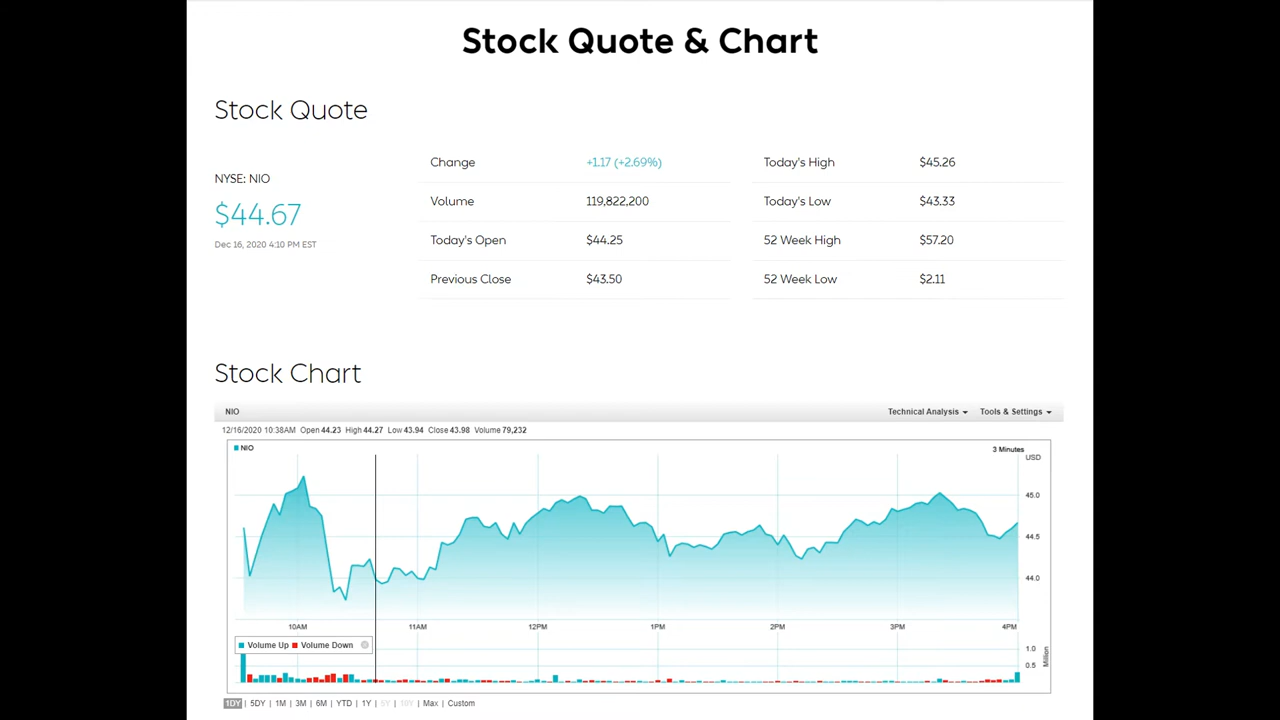 Stock Quote & Chart
Stock Quote
NYSE: NIO
$44.67
Dec 16, 2020 4:10 PM EST
Change +1.17 (+2.69%)
Volume 119,822,200
Today's Open $44.25
Previous Close $43.50
Today's High $45.26
Today's Low $43.33
52 Week High $57.20
52 Week Low $2.11
Stock Chart
NIO Technical Analysis Tools & Settings
12/16/2020 10:38AM Open 44.23 High 44.27 Low 43.94 Close 43.98 Volume 79,232
NIO 3 Minutes
USD
45.0
44.5
44.0
10AM 11AM 12PM 1PM 2PM 3PM 4PM
Volume Up Volume Down
1.0
0.5
Million
1DY | 5DY | 1M | 3M | 6M | YTD | 1Y | 5Y | 10Y | Max | Custom